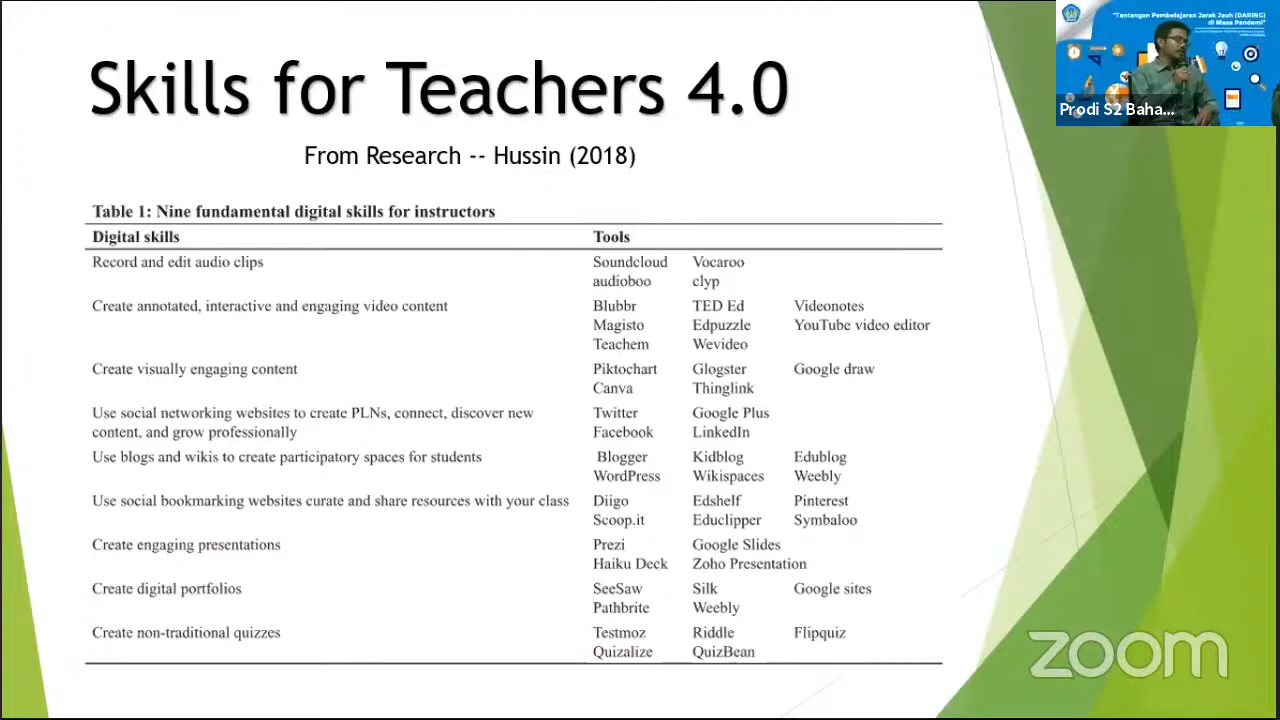 Skills for Teachers 4.0
From Research -- Hussin (2018)
Table 1: Nine fundamental digital skills for instructors
Digital skills Tools
Record and edit audio clips Soundcloud Vocaroo
audioboo clyp
Create annotated, interactive and engaging video content Blubbr TED Ed Videonotes
Magisto Edpuzzle YouTube video editor
Teachem Wevideo
Create visually engaging content Piktochart Glogster Google draw
Canva Thinglink
Use social networking websites to create PLNs, connect, discover new Twitter Google Plus
content, and grow professionally Facebook LinkedIn
Use blogs and wikis to create participatory spaces for students Blogger Kidblog Edublog
WordPress Wikispaces Weebly
Use social bookmarking websites curate and share resources with your class Diigo Edshelf Pinterest
Scoop.it Educlipper Symbaloo
Create engaging presentations Prezi Google Slides
Haiku Deck Zoho Presentation
Create digital portfolios SeeSaw Silk Google sites
Pathbrite Weebly
Create non-traditional quizzes Testmoz Riddle Flipquiz
Quizalize QuizBean
"Tantangan Pembelajaran Jarak Jauh (DARING)
di Masa Pandemi"
Prodi S2 Baha...
zoom